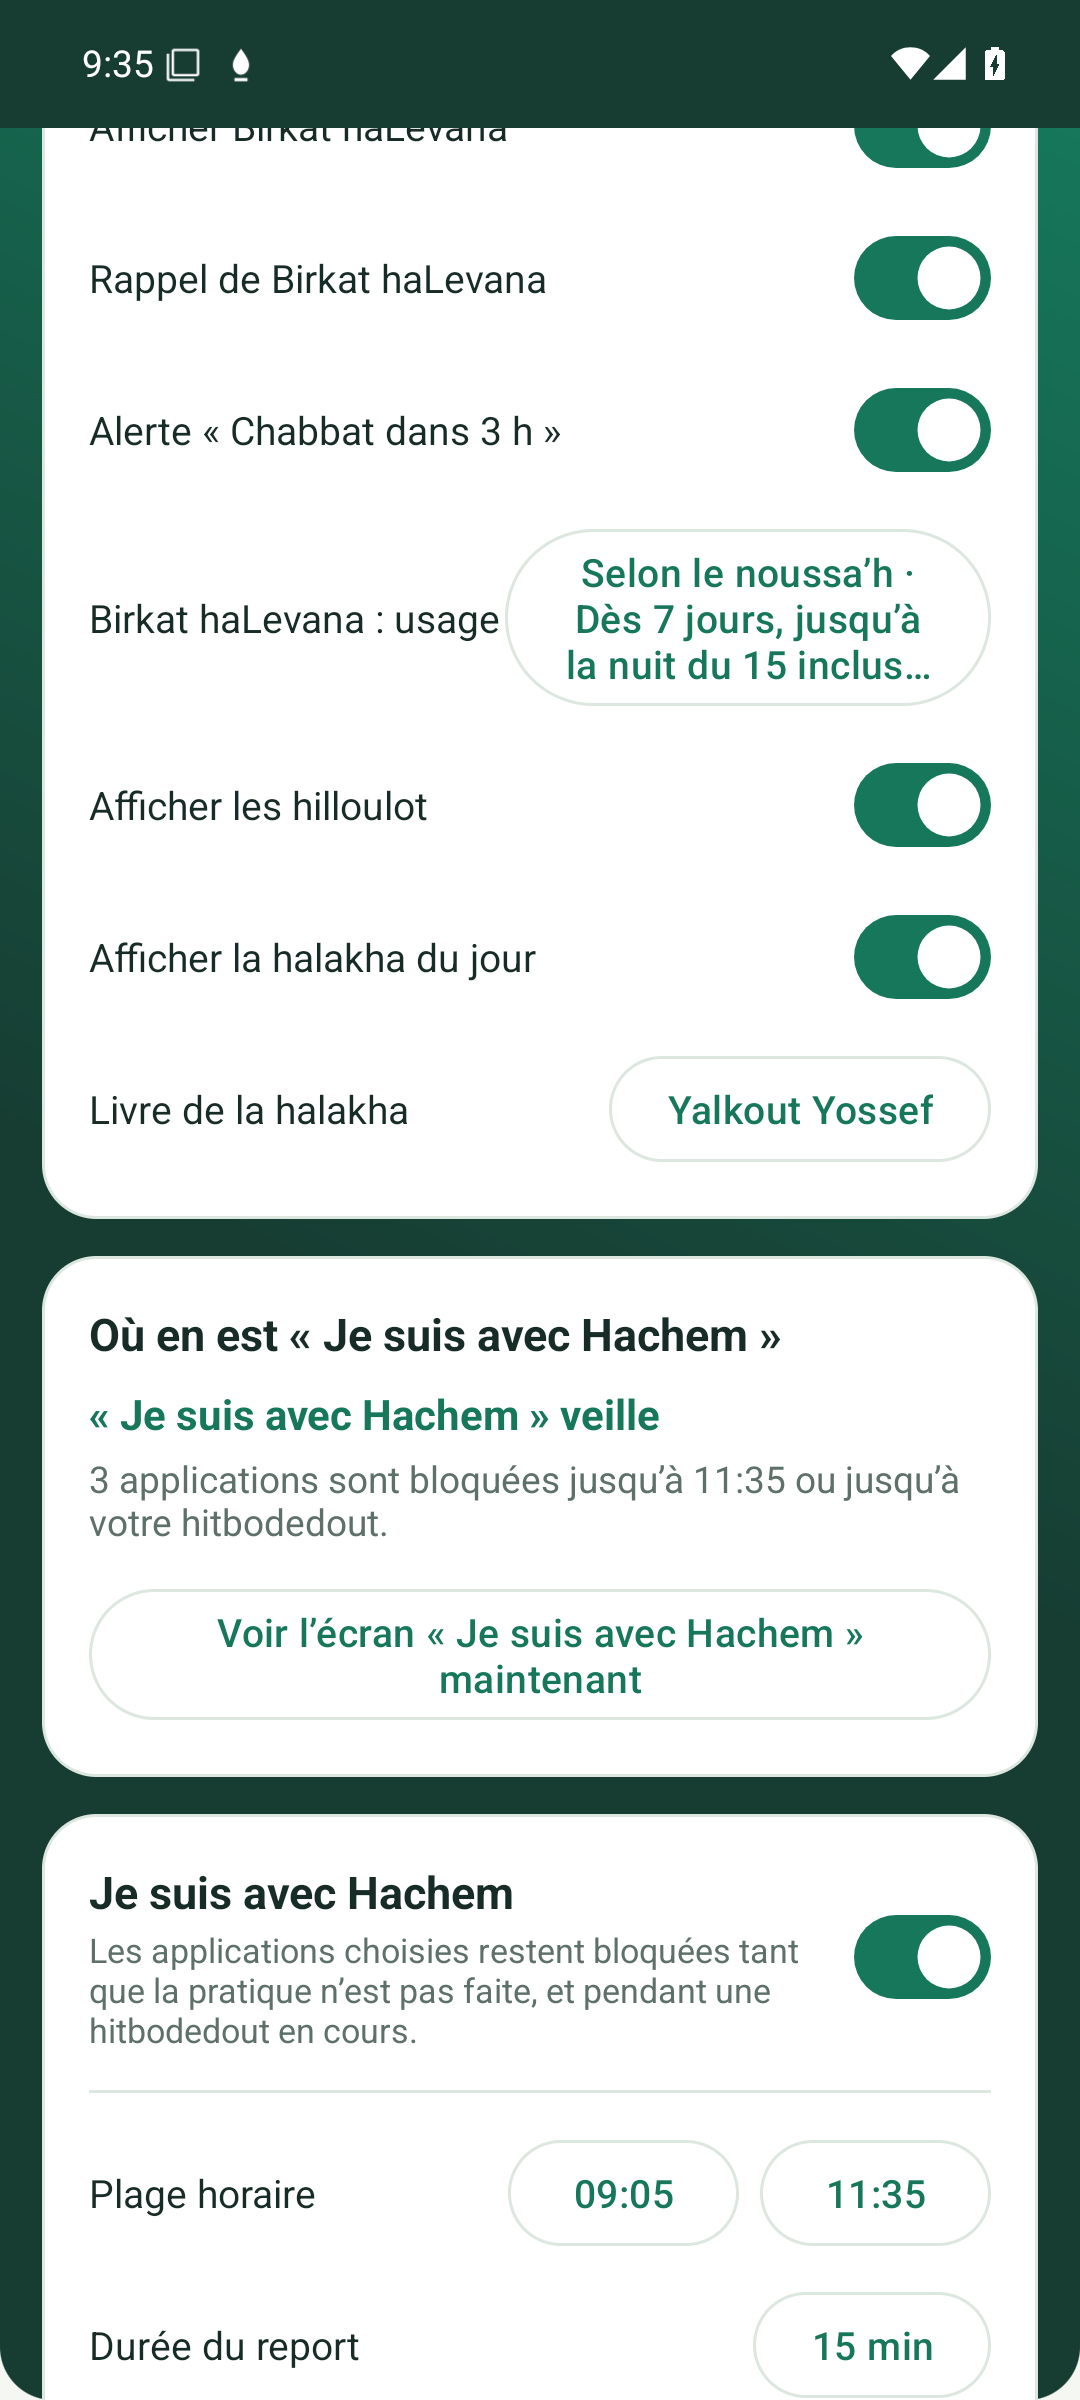 9:35
Afficher Birkat haLevana
Rappel de Birkat haLevana
Alerte « Chabbat dans 3 h »
Birkat haLevana : usage
Selon le noussa’h ·
Dès 7 jours, jusqu’à
la nuit du 15 inclus…
Afficher les hilloulot
Afficher la halakha du jour
Livre de la halakha
Yalkout Yossef
Où en est « Je suis avec Hachem »
« Je suis avec Hachem » veille
3 applications sont bloquées jusqu’à 11:35 ou jusqu’à
votre hitbodedout.
Voir l’écran « Je suis avec Hachem »
maintenant
Je suis avec Hachem
Les applications choisies restent bloquées tant
que la pratique n’est pas faite, et pendant une
hitbodedout en cours.
Plage horaire
09:05
11:35
Durée du report
15 min